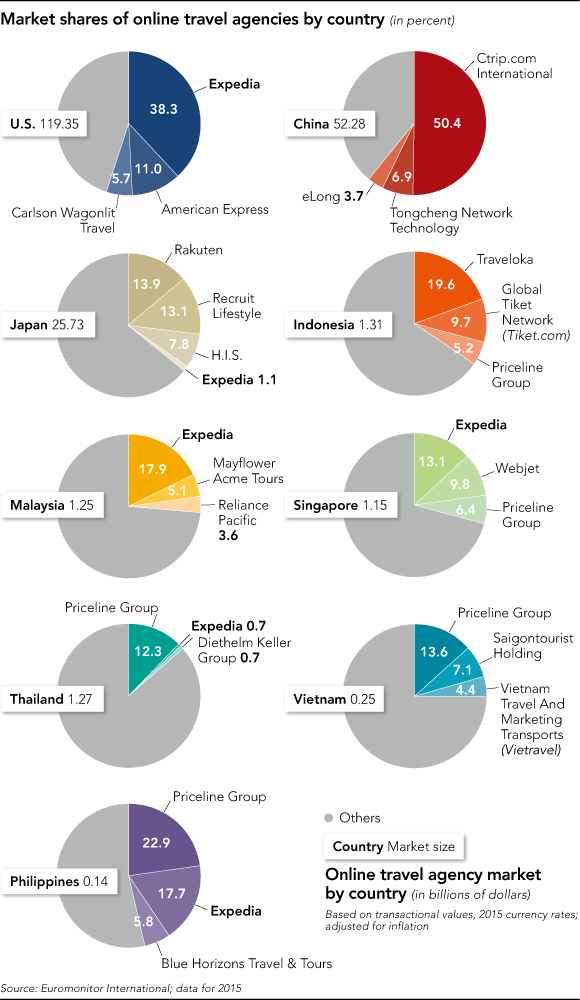 Market shares of online travel agencies by country (in percent)
Expedia
38.3
U.S. 119.35
11.0
5.7
Carlson Wagonlit
Travel
American Express
Ctrip.com
International
China 52.28
50.4
6.9
eLong 3.7
Tongcheng Network
Technology
Rakuten
13.9
Recruit
Lifestyle
13.1
Japan 25.73
7.8
H.I.S.
Expedia 1.1
Traveloka
19.6
Global
Tiket
Network
(Tiket.com)
9.7
Indonesia 1.31
5.2
Priceline
Group
Expedia
17.9
Mayflower
Acme Tours
5.1
Malaysia 1.25
Reliance
Pacific
3.6
Expedia
13.1
Webjet
9.8
Singapore 1.15
6.4
Priceline
Group
Priceline Group
Expedia 0.7
12.3
Diethelm Keller
Group 0.7
Thailand 1.27
Priceline Group
13.6
Saigontourist
Holding
7.1
Vietnam 0.25
4.4
Vietnam
Travel And
Marketing
Transports
(Vietravel)
Priceline Group
22.9
Philippines 0.14
17.7
Expedia
5.8
Blue Horizons Travel & Tours
Others
Country Market size
Online travel agency market
by country (in billions of dollars)
Based on transactional values, 2015 currency rates;
adjusted for inflation
Source: Euromonitor International; data for 2015